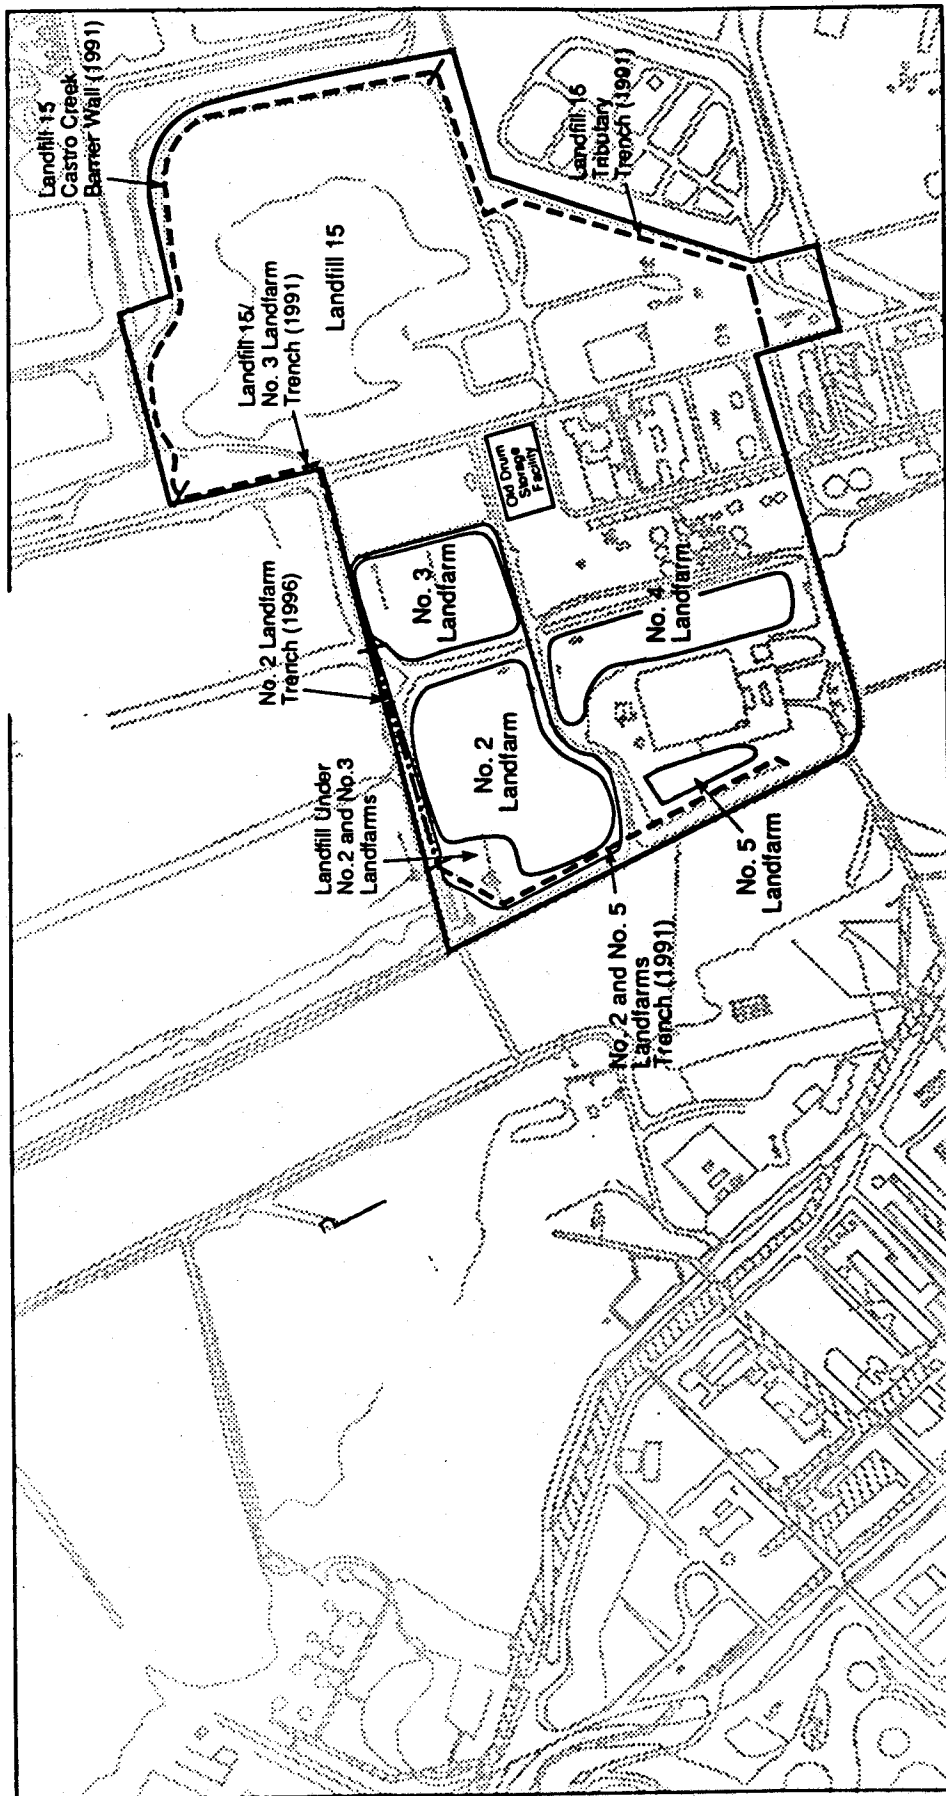 Landfill 15
Castro Creek
Barrier Wall (1991)
Landfill 15/
No. 3 Landfarm
Trench (1991)
Landfill 15
Landfill 15
Tributary
Trench (1991)
No. 2 Landfarm
Trench (1996)
Old Drum
Storage
Facility
No. 3
Landfarm
Landfill Under
No.2 and No.3
Landfarms
No. 2
Landfarm
No. 4
Landfarm
No. 5
Landfarm
No. 2 and No. 5
Landfarms
Trench (1991)